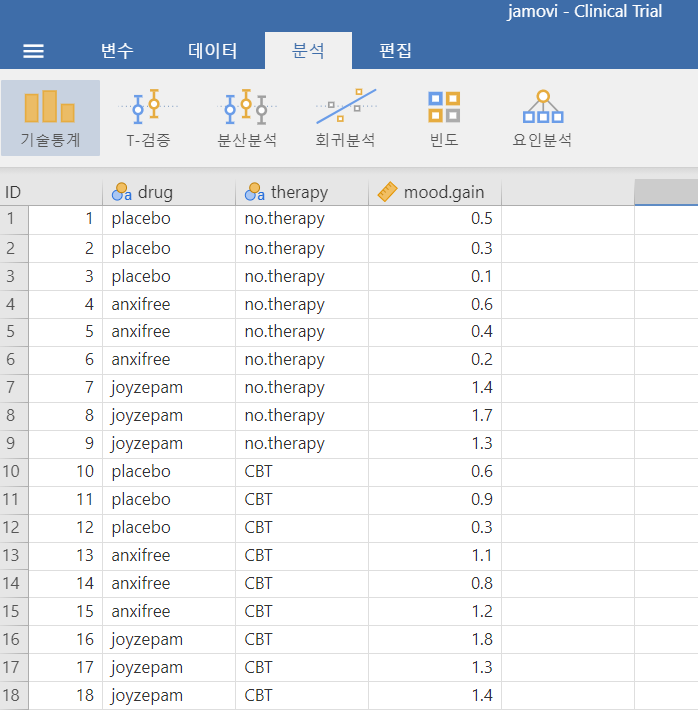 jamovi - Clinical Trial
변수 데이터 분석 편집
기술통계 T-검증 분산분석 회귀분석 빈도 요인분석
ID drug therapy mood.gain
1 1 placebo no.therapy 0.5
2 2 placebo no.therapy 0.3
3 3 placebo no.therapy 0.1
4 4 anxifree no.therapy 0.6
5 5 anxifree no.therapy 0.4
6 6 anxifree no.therapy 0.2
7 7 joyzepam no.therapy 1.4
8 8 joyzepam no.therapy 1.7
9 9 joyzepam no.therapy 1.3
10 10 placebo CBT 0.6
11 11 placebo CBT 0.9
12 12 placebo CBT 0.3
13 13 anxifree CBT 1.1
14 14 anxifree CBT 0.8
15 15 anxifree CBT 1.2
16 16 joyzepam CBT 1.8
17 17 joyzepam CBT 1.3
18 18 joyzepam CBT 1.4